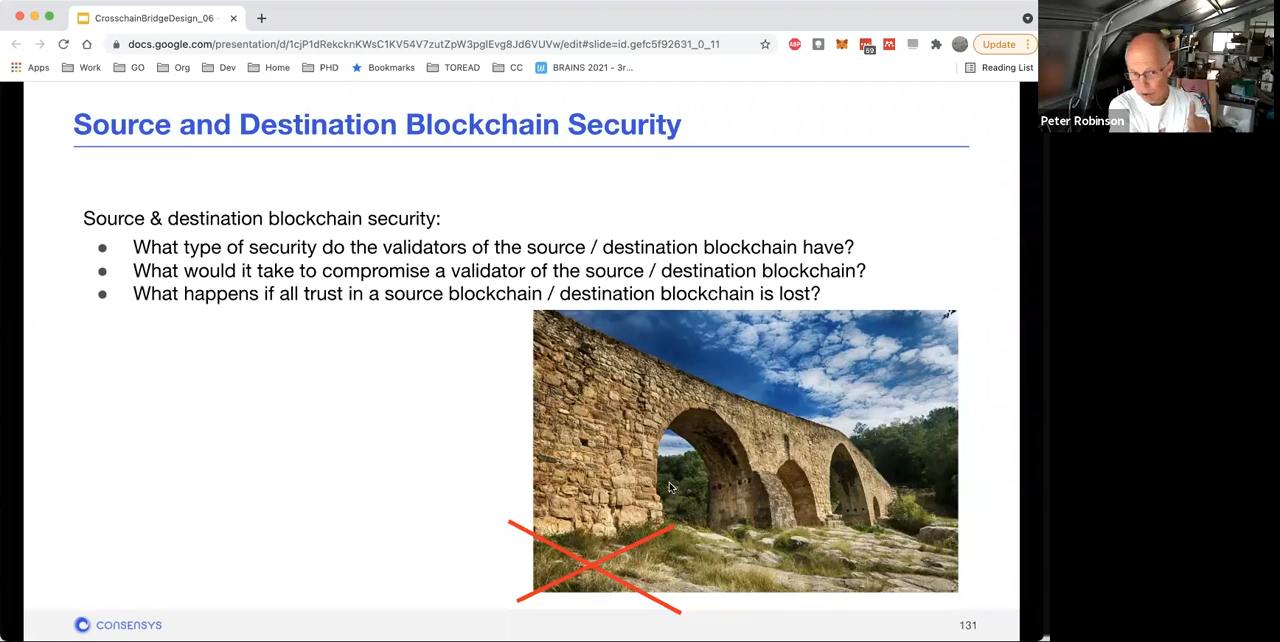 CrosschainBridgeDesign_06
docs.google.com/presentation/d/1cjP1dRekcknKWsC1KV54V7zutZpW3pgIEvg8Jd6VUVw/edit#slide=id.gefc5f92631_0_11
ABP
59
Update
Apps
Work
GO
Org
Dev
Home
PHD
Bookmarks
TOREAD
CC
BRAINS 2021 - 3r...
Reading List
Peter Robinson
Source and Destination Blockchain Security
Source & destination blockchain security:
● What type of security do the validators of the source / destination blockchain have?
● What would it take to compromise a validator of the source / destination blockchain?
● What happens if all trust in a source blockchain / destination blockchain is lost?
CONSENSYS
131